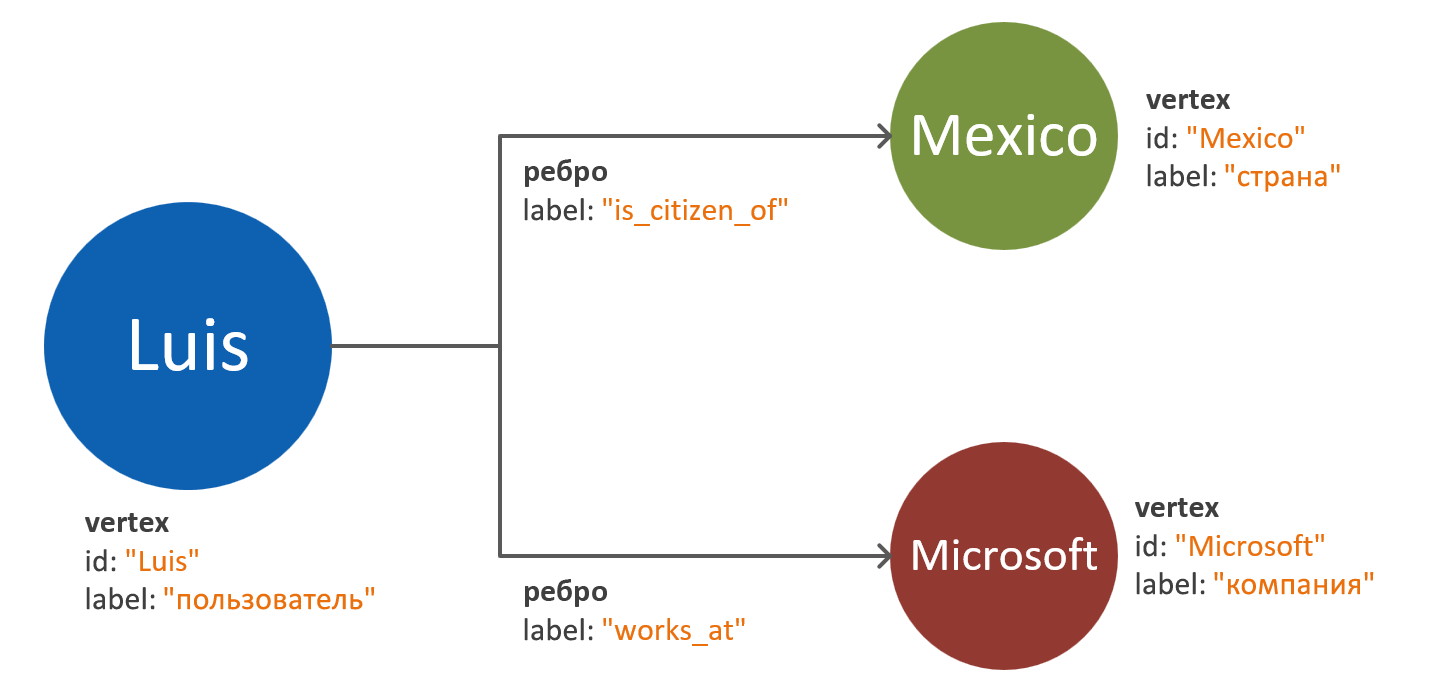 Luis
vertex
id: "Luis"
label: "пользователь"
ребро
label: "is_citizen_of"
Mexico
vertex
id: "Mexico"
label: "страна"
ребро
label: "works_at"
Microsoft
vertex
id: "Microsoft"
label: "компания"